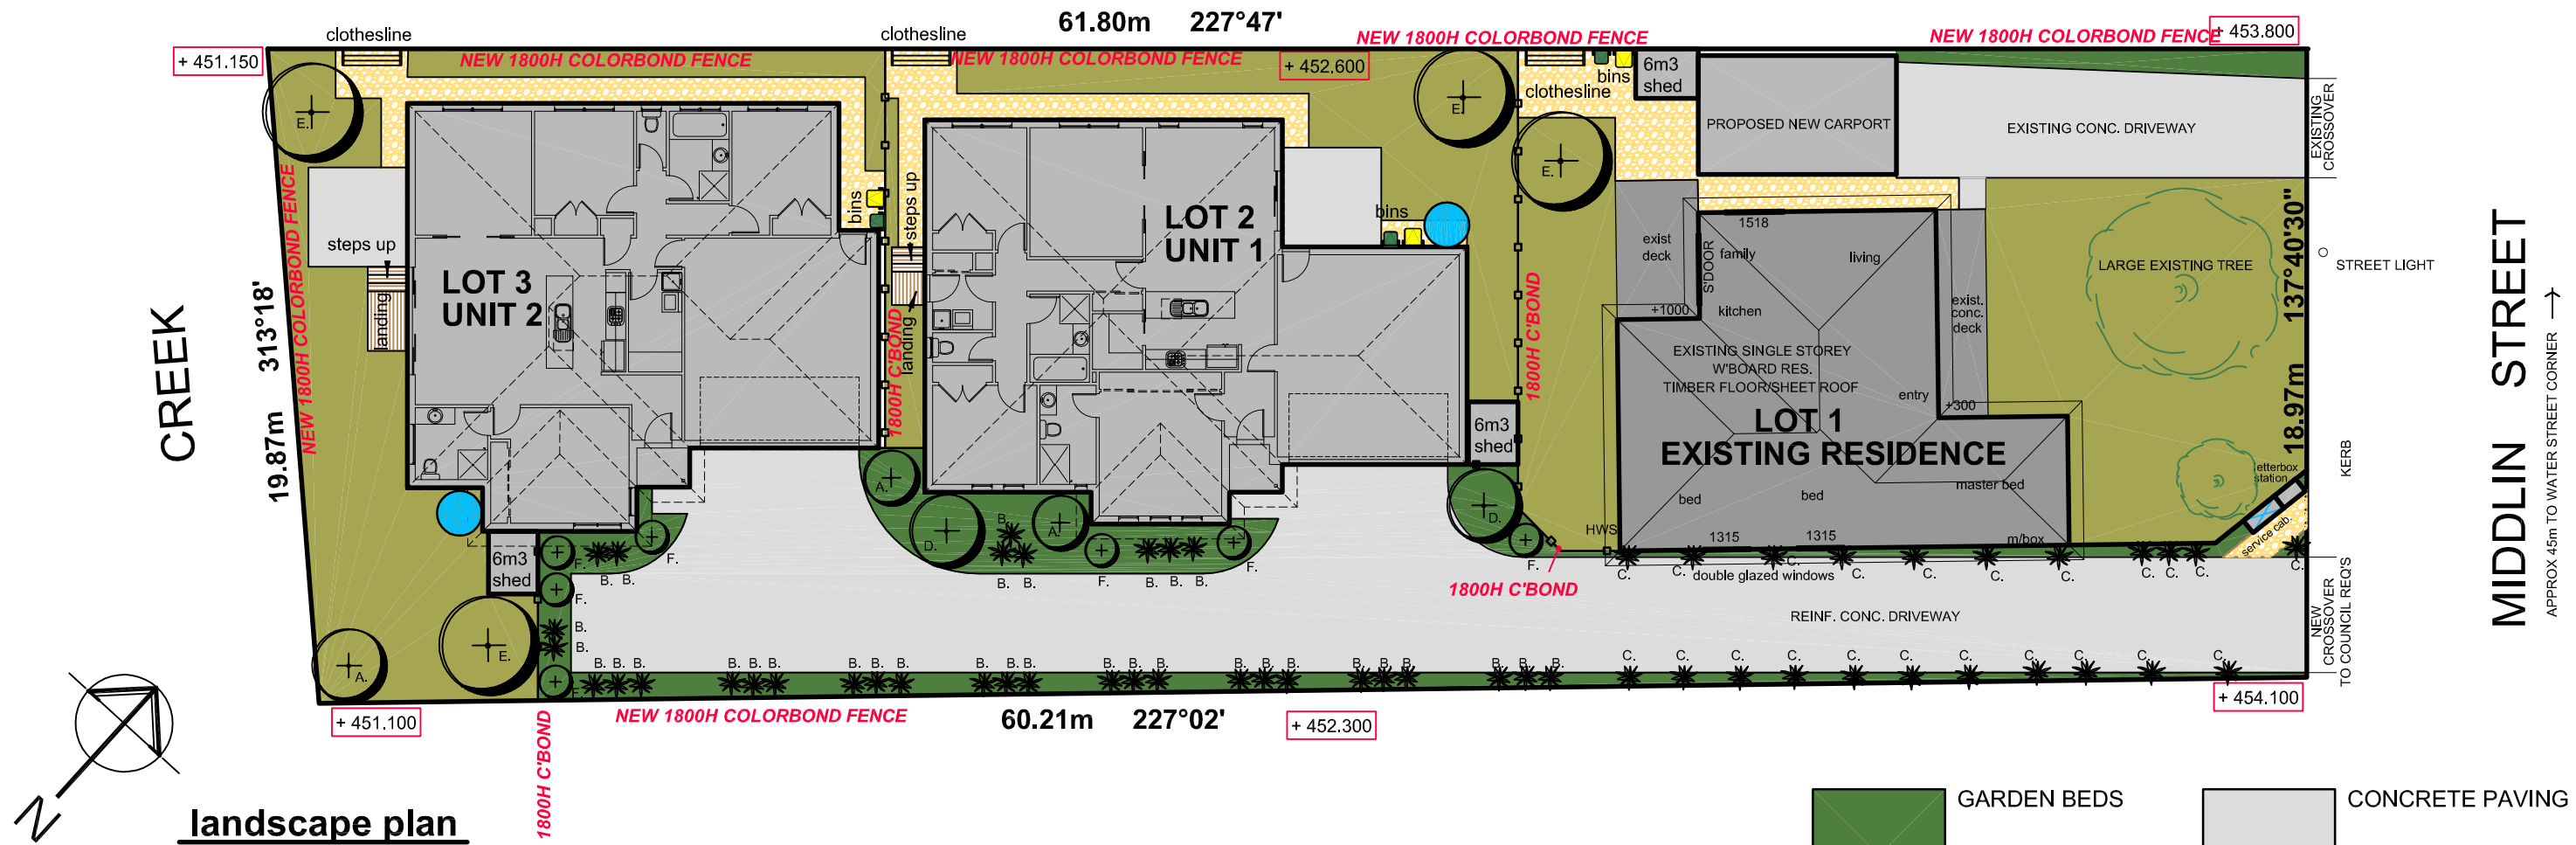 61.80m 227°47'
clothesline
clothesline
NEW 1800H COLORBOND FENCE
NEW 1800H COLORBOND FENCE
+ 453.800
+ 451.150
NEW 1800H COLORBOND FENCE
NEW 1800H COLORBOND FENCE
+ 452.600
bins
6m3
shed
clothesline
E.
E.
E.
PROPOSED NEW CARPORT
EXISTING CONC. DRIVEWAY
EXISTING
CROSSOVER
NEW 1800H COLORBOND FENCE
steps up
landing
bins
steps up
landing
1800H C'BOND
LOT 3
UNIT 2
LOT 2
UNIT 1
bins
1800H C'BOND
exist
deck
S'DOOR
1518
family
living
kitchen
+1000
exist.
conc.
deck
LARGE EXISTING TREE
137°40'30"
18.97m
STREET LIGHT
MIDDLIN STREET
APPROX 45m TO WATER STREET CORNER
CREEK
313°18'
19.87m
EXISTING SINGLE STOREY
W'BOARD RES.
TIMBER FLOOR/SHEET ROOF
entry
+300
LOT 1
EXISTING RESIDENCE
6m3
shed
KERB
etterbox
station
service cab.
bed
bed
master bed
HWS
1315
1315
m/box
A.
D.
B.
A.
D.
F.
6m3
shed
F.
B. B.
F.
B. B.
F.
B. B. B.
F.
C. C. C. C. C. C. C. C. C. C. C. C.
double glazed windows
1800H C'BOND
REINF. CONC. DRIVEWAY
NEW
CROSSOVER
TO COUNCIL REQ'S
A.
E.
B.
B.
F.
B. B. B. B. B. B. B. B. B. B. B. B. B. B. B. B. B. B. B. B. B. B. B. B. C. C. C. C. C. C. C. C. C. C. C.
+ 451.100
1800H C'BOND
NEW 1800H COLORBOND FENCE
60.21m 227°02'
+ 452.300
+ 454.100
N
landscape plan
GARDEN BEDS
CONCRETE PAVING